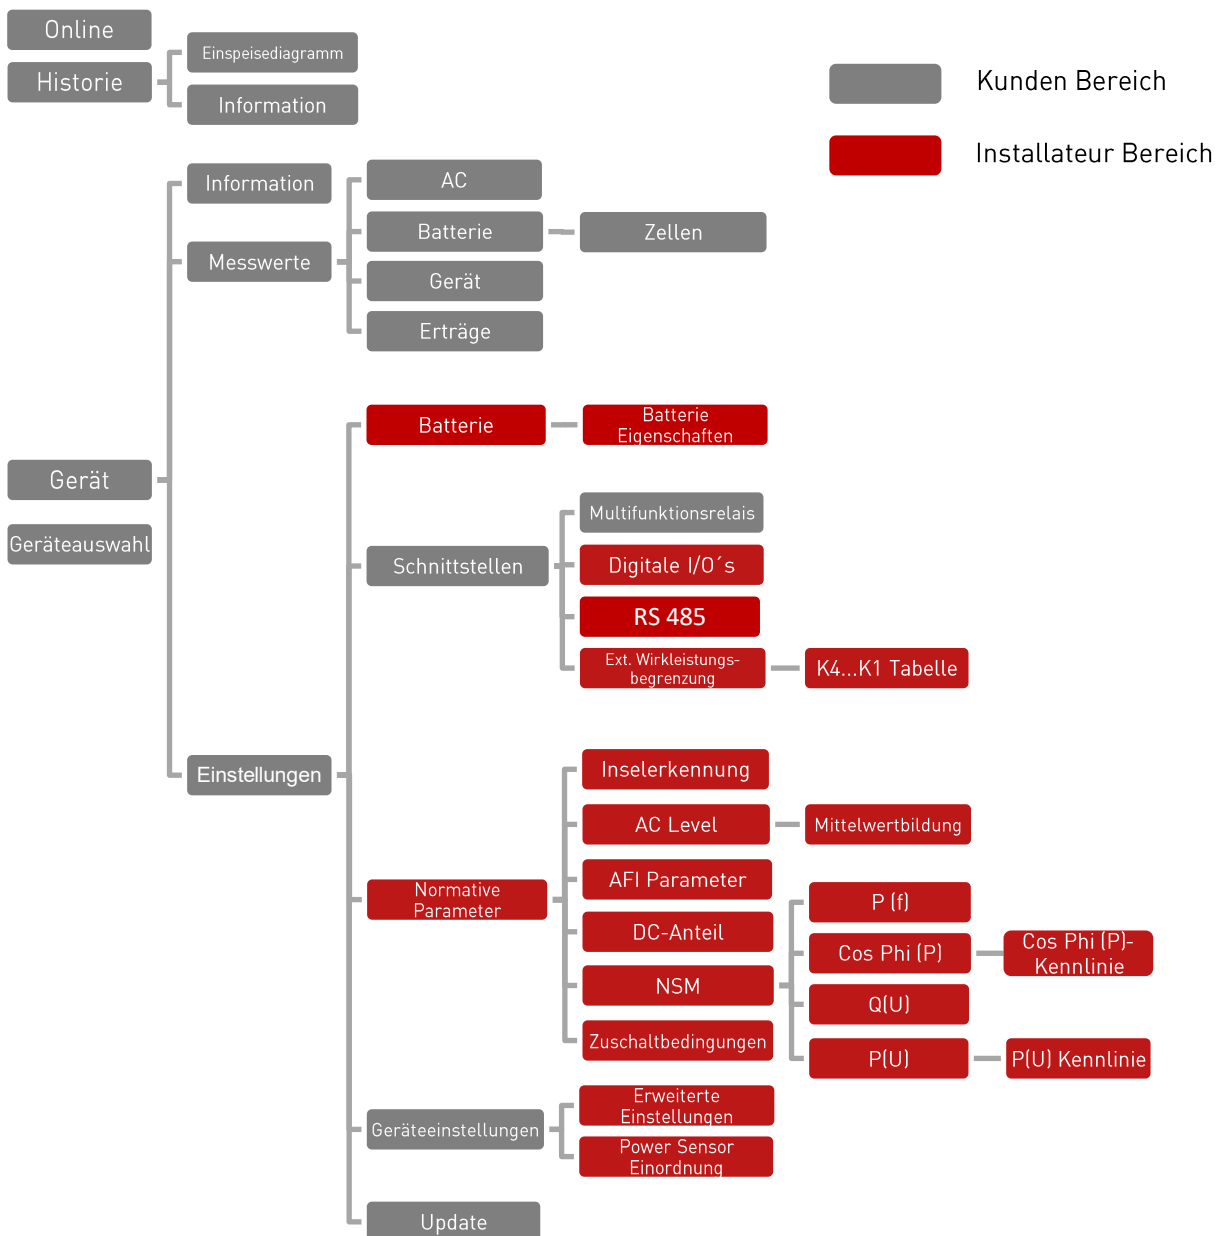 Online
Historie
Einspeisediagramm
Information
Kunden Bereich
Installateur Bereich
Information
Messwerte
AC
Batterie
Zellen
Gerät
Erträge
Gerät
Geräteauswahl
Batterie
Batterie
Eigenschaften
Schnittstellen
Multifunktionsrelais
Digitale I/O´s
RS 485
Ext. Wirkleistungs-
begrenzung
K4...K1 Tabelle
Einstellungen
Normative
Parameter
Inselerkennung
AC Level
Mittelwertbildung
AFI Parameter
DC-Anteil
NSM
P (f)
Cos Phi (P)
Cos Phi (P)-
Kennlinie
Q(U)
P(U)
P(U) Kennlinie
Zuschaltbedingungen
Geräteeinstellungen
Erweiterte
Einstellungen
Power Sensor
Einordnung
Update